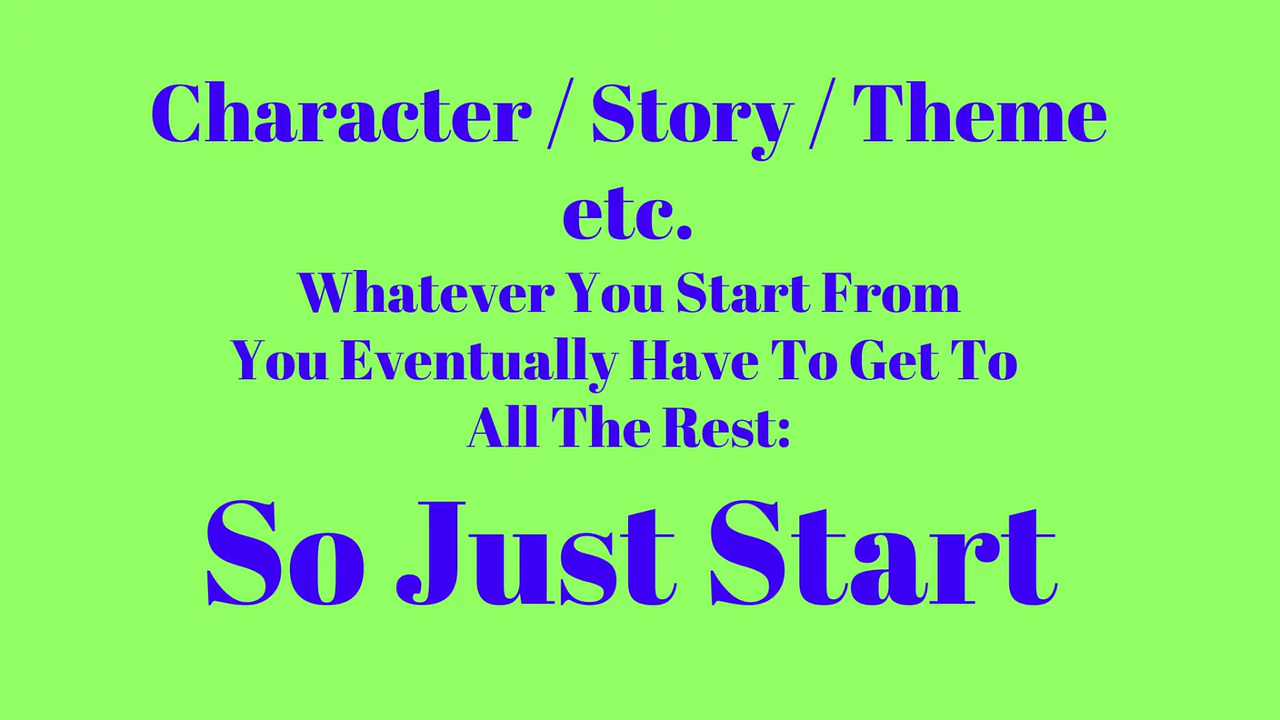 Character / Story / Theme
etc.
Whatever You Start From
You Eventually Have To Get To
All The Rest:
So Just Start